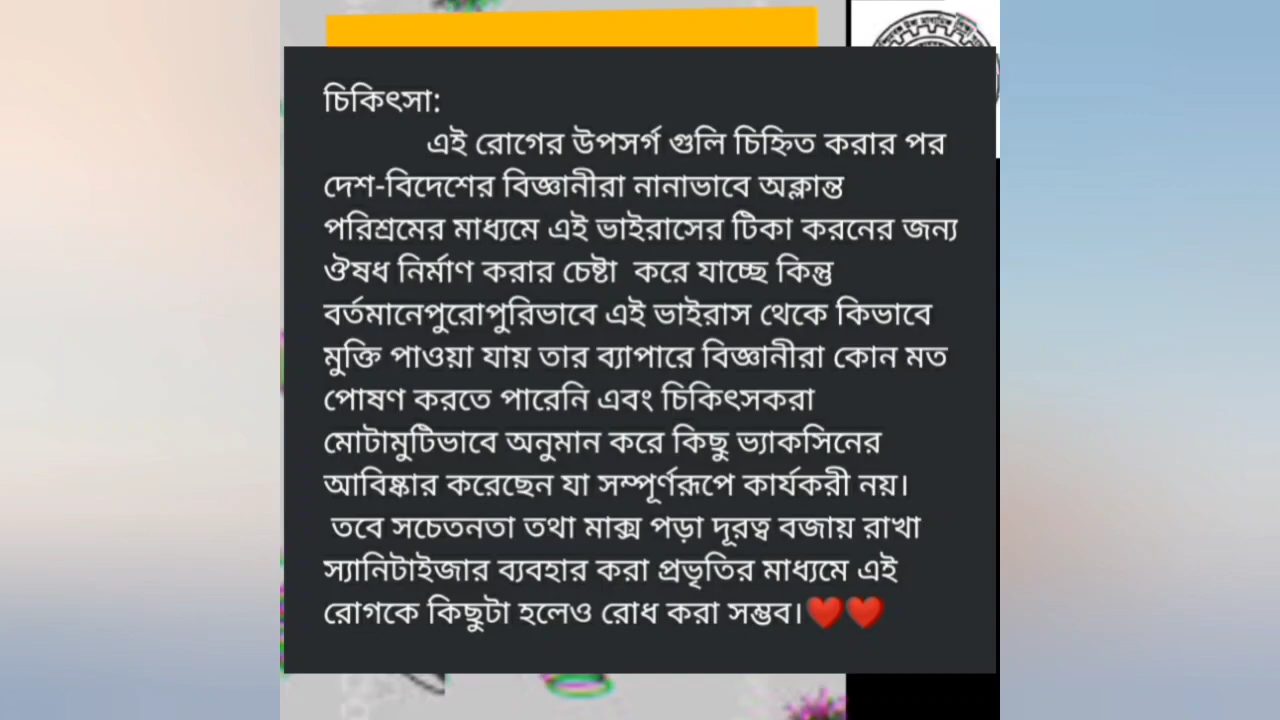 চিকিৎসা:
এই রোগের উপসর্গ গুলি চিহ্নিত করার পর
দেশ-বিদেশের বিজ্ঞানীরা নানাভাবে অক্লান্ত
পরিশ্রমের মাধ্যমে এই ভাইরাসের টিকা করনের জন্য
ঔষধ নির্মাণ করার চেষ্টা করে যাচ্ছে কিন্তু
বর্তমানেপুরোপুরিভাবে এই ভাইরাস থেকে কিভাবে
মুক্তি পাওয়া যায় তার ব্যাপারে বিজ্ঞানীরা কোন মত
পোষণ করতে পারেনি এবং চিকিৎসকরা
মোটামুটিভাবে অনুমান করে কিছু ভ্যাকসিনের
আবিষ্কার করেছেন যা সম্পূর্ণরূপে কার্যকরী নয়।
তবে সচেতনতা তথা মাক্স পড়া দূরত্ব বজায় রাখা
স্যানিটাইজার ব্যবহার করা প্রভৃতির মাধ্যমে এই
রোগকে কিছুটা হলেও রোধ করা সম্ভব।❤️❤️